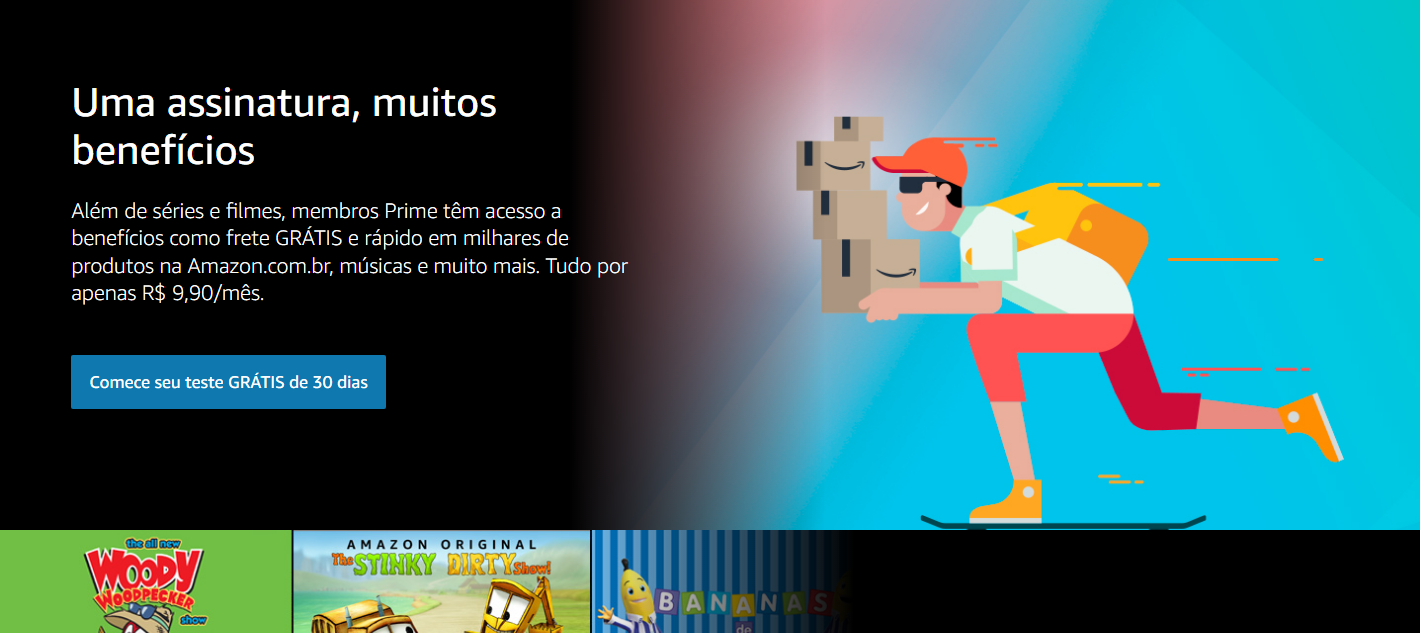 Uma assinatura, muitos
benefícios
Além de séries e filmes, membros Prime têm acesso a
benefícios como frete GRÁTIS e rápido em milhares de
produtos na Amazon.com.br, músicas e muito mais. Tudo por
apenas R$ 9,90/mês.
Comece seu teste GRÁTIS de 30 dias
the all new
WOODY
WOODPECKER
show
AMAZON ORIGINAL
The STINKY DIRTY Show!
BANANAS
de